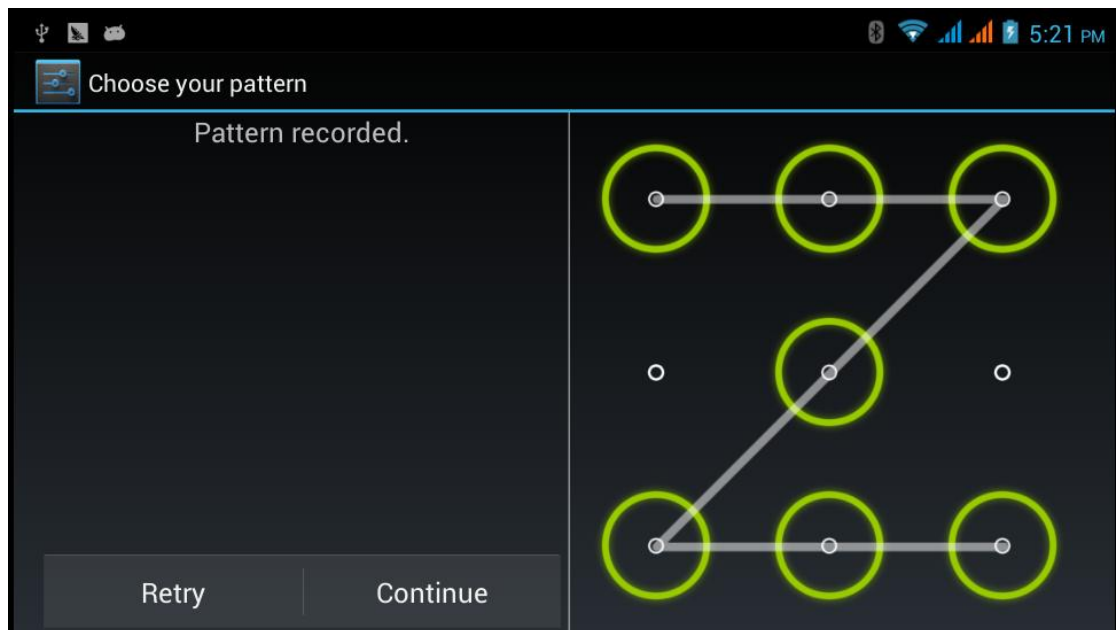 5:21 PM
Choose your pattern
Pattern recorded.
Retry
Continue